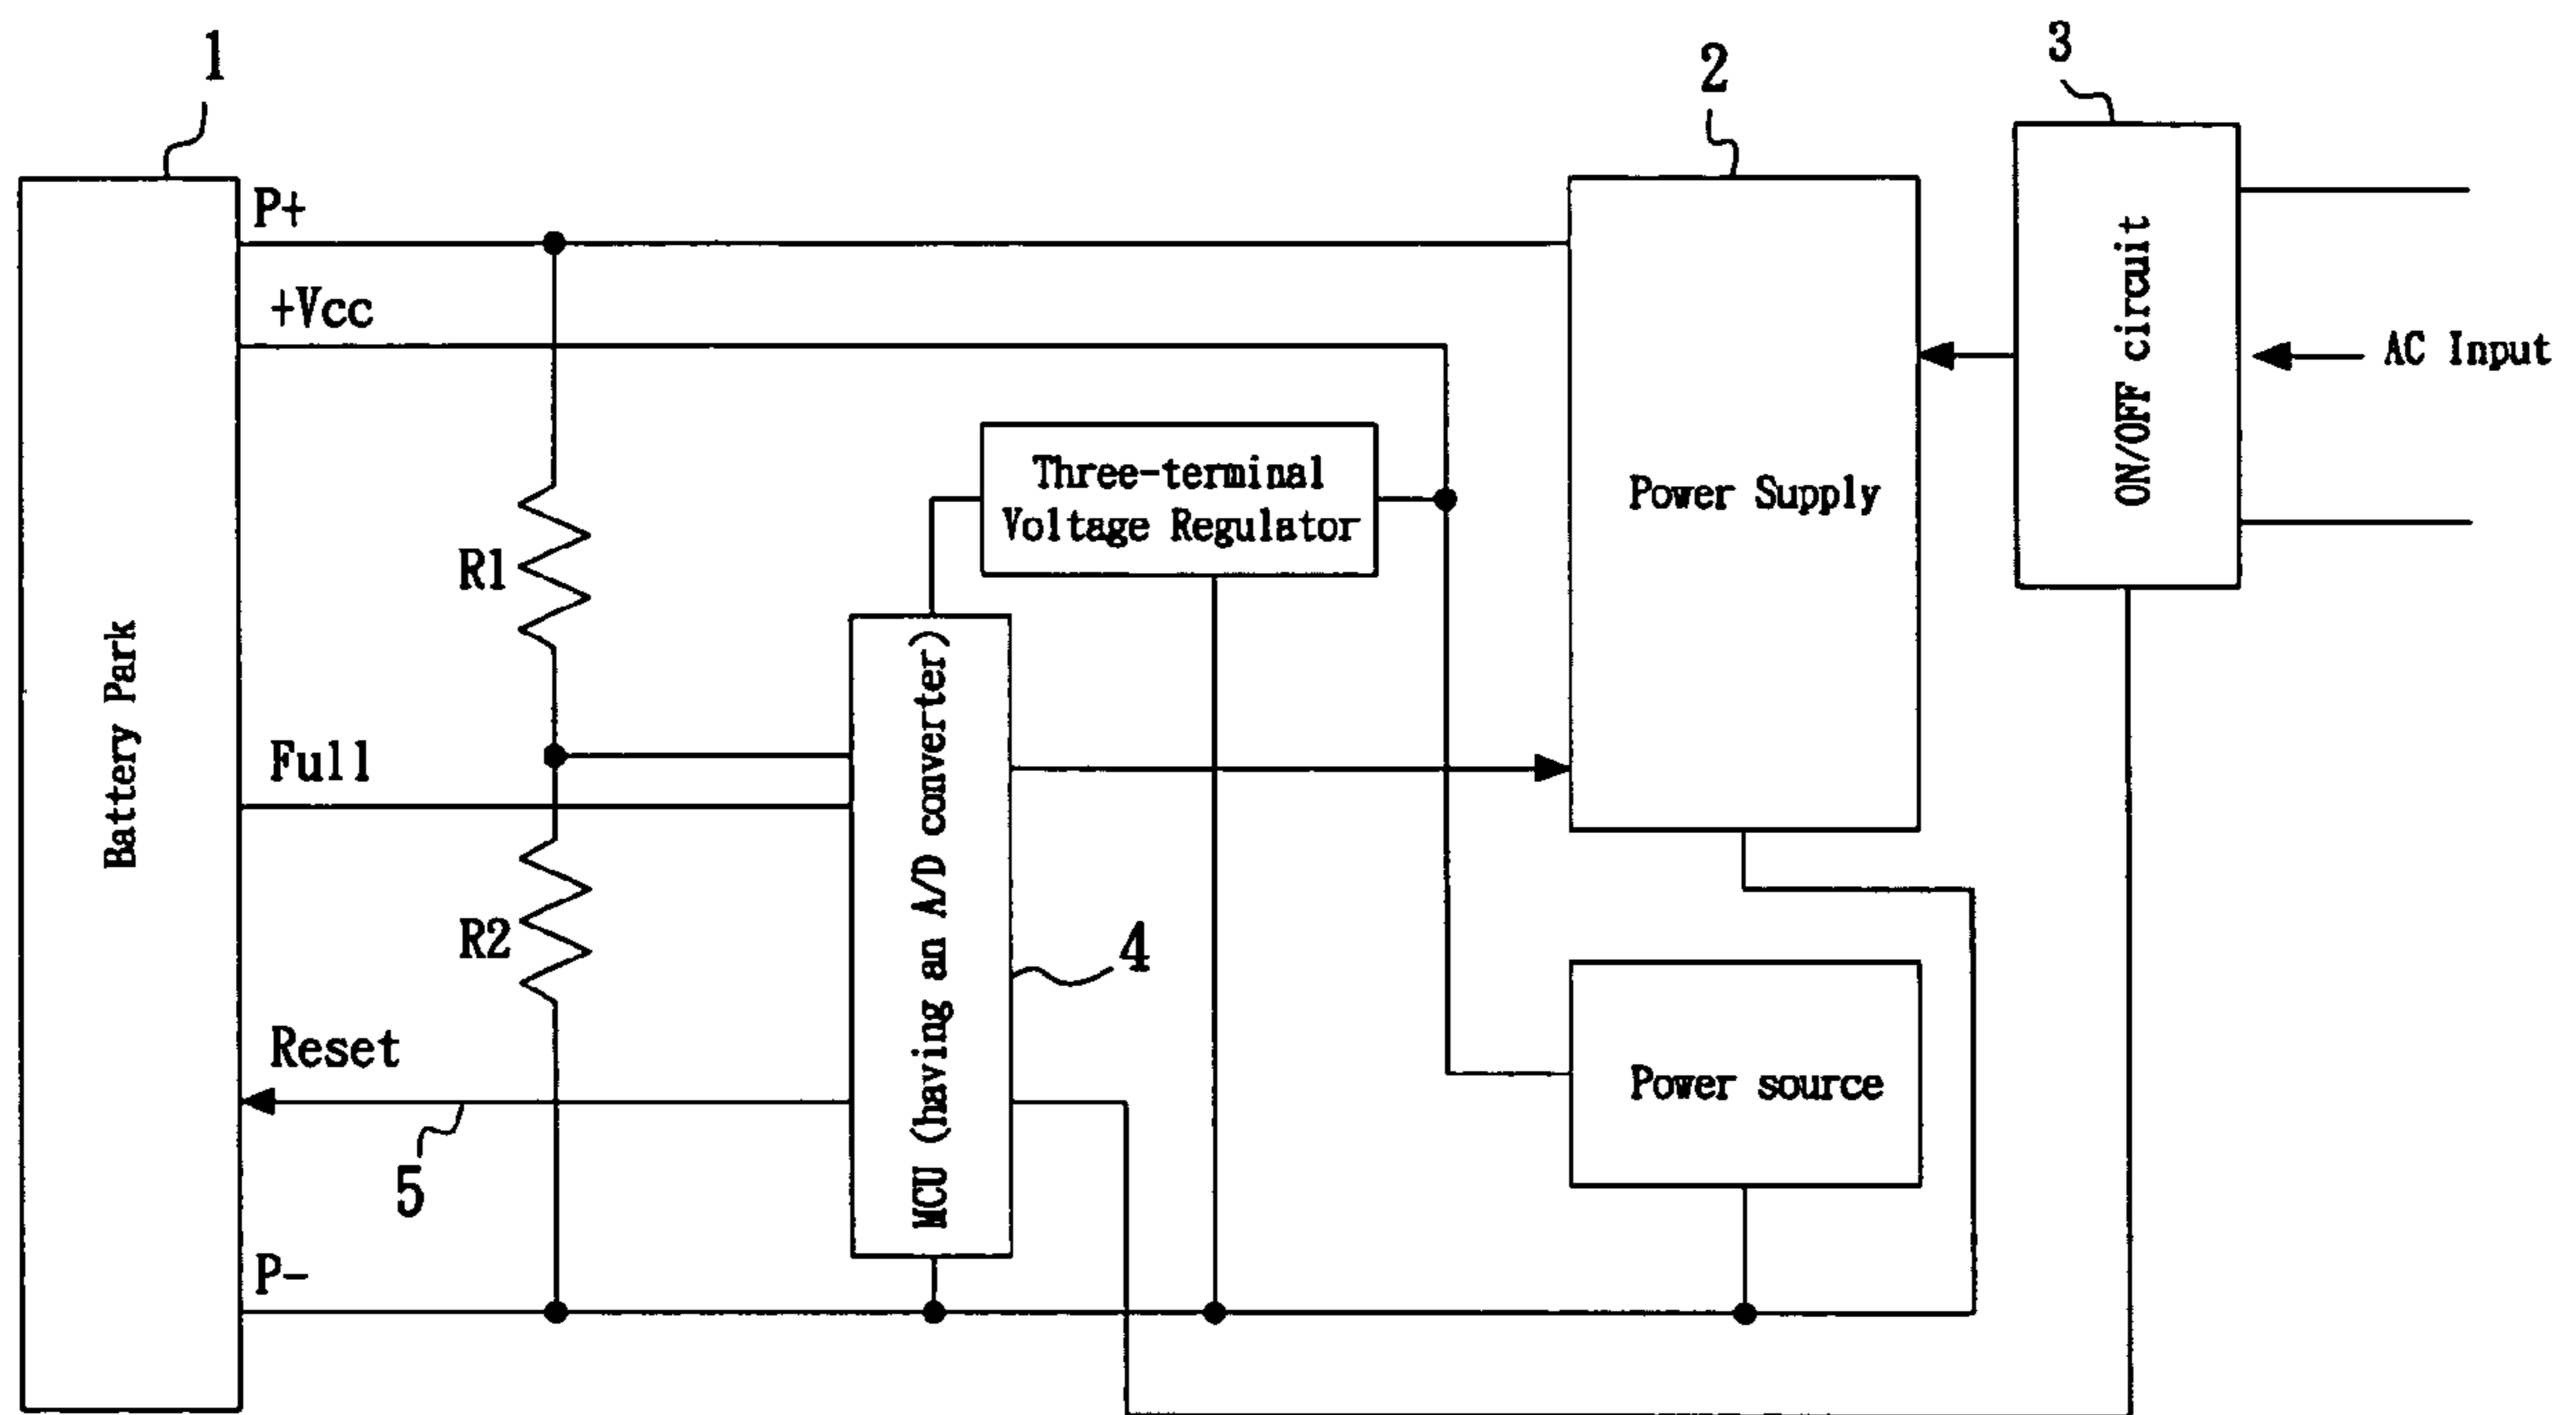 1
2
3
P+
+Vcc
ON/OFF circuit
AC Input
Three-terminal
Voltage Regulator
Power Supply
R1
Battery Park
Full
MCU (having an A/D converter)
R2
4
Reset
5
Power source
P-